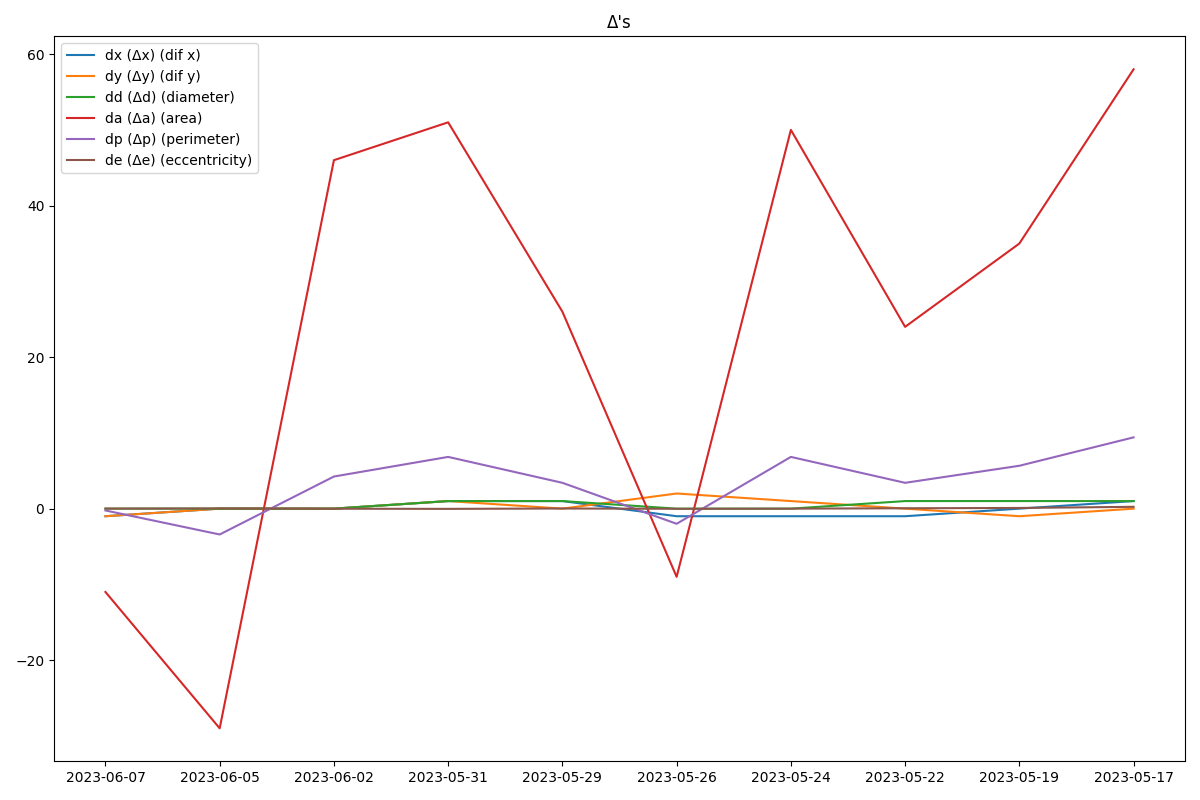 Δ's
dx (Δx) (dif x)
dy (Δy) (dif y)
dd (Δd) (diameter)
da (Δa) (area)
dp (Δp) (perimeter)
de (Δe) (eccentricity)
60
40
20
0
−20
2023-06-07 2023-06-05 2023-06-02 2023-05-31 2023-05-29 2023-05-26 2023-05-24 2023-05-22 2023-05-19 2023-05-17